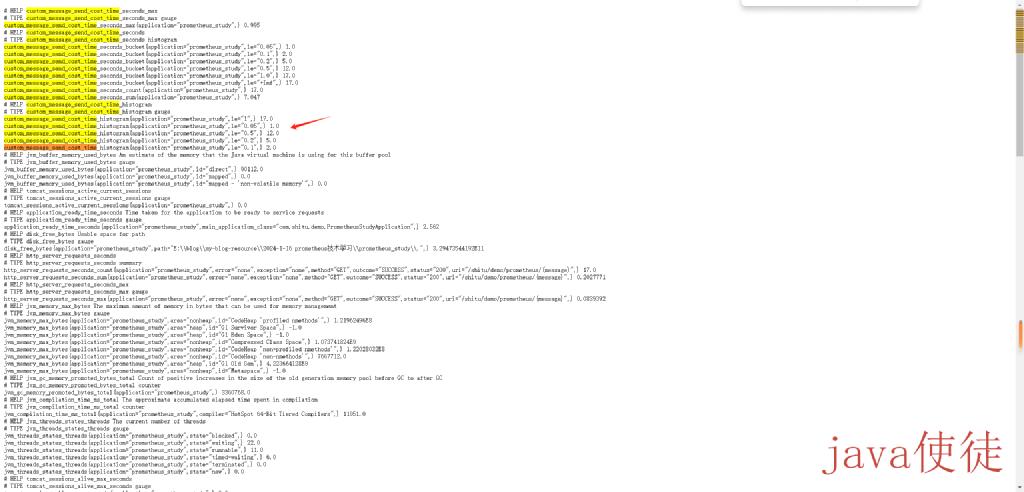 # HELP custom_message_send_cost_time_seconds_max
# TYPE custom_message_send_cost_time_seconds_max gauge
custom_message_send_cost_time_seconds_max{application="prometheus_study",} 0.995
# HELP custom_message_send_cost_time_seconds
# TYPE custom_message_send_cost_time_seconds histogram
custom_message_send_cost_time_seconds_bucket{application="prometheus_study",le="0.05",} 1.0
custom_message_send_cost_time_seconds_bucket{application="prometheus_study",le="0.1",} 2.0
custom_message_send_cost_time_seconds_bucket{application="prometheus_study",le="0.2",} 5.0
custom_message_send_cost_time_seconds_bucket{application="prometheus_study",le="0.5",} 12.0
custom_message_send_cost_time_seconds_bucket{application="prometheus_study",le="1.0",} 17.0
custom_message_send_cost_time_seconds_bucket{application="prometheus_study",le="+Inf",} 17.0
custom_message_send_cost_time_seconds_count{application="prometheus_study",} 17.0
custom_message_send_cost_time_seconds_sum{application="prometheus_study",} 7.047
# HELP custom_message_send_cost_time_histogram
# TYPE custom_message_send_cost_time_histogram gauge
custom_message_send_cost_time_histogram{application="prometheus_study",le="1",} 17.0
custom_message_send_cost_time_histogram{application="prometheus_study",le="0.05",} 1.0
custom_message_send_cost_time_histogram{application="prometheus_study",le="0.5",} 12.0
custom_message_send_cost_time_histogram{application="prometheus_study",le="0.2",} 5.0
custom_message_send_cost_time_histogram{application="prometheus_study",le="0.1",} 2.0
# HELP jvm_buffer_memory_used_bytes An estimate of the memory that the Java virtual machine is using for this buffer pool
# TYPE jvm_buffer_memory_used_bytes gauge
jvm_buffer_memory_used_bytes{application="prometheus_study",id="direct",} 90112.0
jvm_buffer_memory_used_bytes{application="prometheus_study",id="mapped",} 0.0
jvm_buffer_memory_used_bytes{application="prometheus_study",id="mapped - 'non-volatile memory'",} 0.0
# HELP tomcat_sessions_active_current_sessions
# TYPE tomcat_sessions_active_current_sessions gauge
tomcat_sessions_active_current_sessions{application="prometheus_study",} 0.0
# HELP application_ready_time_seconds Time taken for the application to be ready to service requests
# TYPE application_ready_time_seconds gauge
application_ready_time_seconds{application="prometheus_study",main_application_class="com.shitu.demo.PrometheusStudyApplication",} 2.562
# HELP disk_free_bytes Usable space for path
# TYPE disk_free_bytes gauge
disk_free_bytes{application="prometheus_study",path="E:\\blog\\my-blog-resource\\2024-1-16 prometheus技术学习\\prometheus_study\\.",} 3.29473544192E11
# HELP http_server_requests_seconds
# TYPE http_server_requests_seconds summary
http_server_requests_seconds_count{application="prometheus_study",error="none",exception="none",method="GET",outcome="SUCCESS",status="200",uri="/shitu/demo/prometheus/{message}",} 17.0
http_server_requests_seconds_sum{application="prometheus_study",error="none",exception="none",method="GET",outcome="SUCCESS",status="200",uri="/shitu/demo/prometheus/{message}",} 0.2027771
# HELP http_server_requests_seconds_max
# TYPE http_server_requests_seconds_max gauge
http_server_requests_seconds_max{application="prometheus_study",error="none",exception="none",method="GET",outcome="SUCCESS",status="200",uri="/shitu/demo/prometheus/{message}",} 0.0839392
# HELP jvm_memory_max_bytes The maximum amount of memory in bytes that can be used for memory management
# TYPE jvm_memory_max_bytes gauge
jvm_memory_max_bytes{application="prometheus_study",area="nonheap",id="CodeHeap 'profiled nmethods'",}
jvm_memory_max_bytes{application="prometheus_study",area="heap",id="G1 Survivor Space",} -1.0
jvm_memory_max_bytes{application="prometheus_study",area="heap",id="G1 Eden Space",} -1.0
jvm_memory_max_bytes{application="prometheus_study",area="nonheap",id="Compressed Class Space",} 1.073741824E9
jvm_memory_max_bytes{application="prometheus_study",area="nonheap",id="CodeHeap 'non-profiled nmethods'",}
jvm_memory_max_bytes{application="prometheus_study",area="nonheap",id="CodeHeap 'non-nmethods'",}
jvm_memory_max_bytes{application="prometheus_study",area="heap",id="G1 Old Gen",}
jvm_memory_max_bytes{application="prometheus_study",area="nonheap",id="Metaspace",} -1.0
# HELP jvm_gc_memory_promoted_bytes_total Count of positive increases in the size of the old generation memory pool before GC to after GC
# TYPE jvm_gc_memory_promoted_bytes_total counter
jvm_gc_memory_promoted_bytes_total{application="prometheus_study",}
# HELP jvm_compilation_time_ms_total The approximate accumulated elapsed time spent in compilation
# TYPE jvm_compilation_time_ms_total counter
jvm_compilation_time_ms_total{application="prometheus_study",compiler="HotSpot 64-Bit Tiered Compilers",}
# HELP jvm_threads_states_threads The current number of threads
# TYPE jvm_threads_states_threads gauge
jvm_threads_states_threads{application="prometheus_study",state="blocked",} 0.0
jvm_threads_states_threads{application="prometheus_study",state="waiting",} 22.0
jvm_threads_states_threads{application="prometheus_study",state="runnable",} 11.0
jvm_threads_states_threads{application="prometheus_study",state="timed-waiting",}
jvm_threads_states_threads{application="prometheus_study",state="terminated",} 0.0
jvm_threads_states_threads{application="prometheus_study",state="new",} 0.0
# HELP tomcat_sessions_alive_max_seconds
# TYPE tomcat_sessions_alive_max_seconds gauge
java使徒